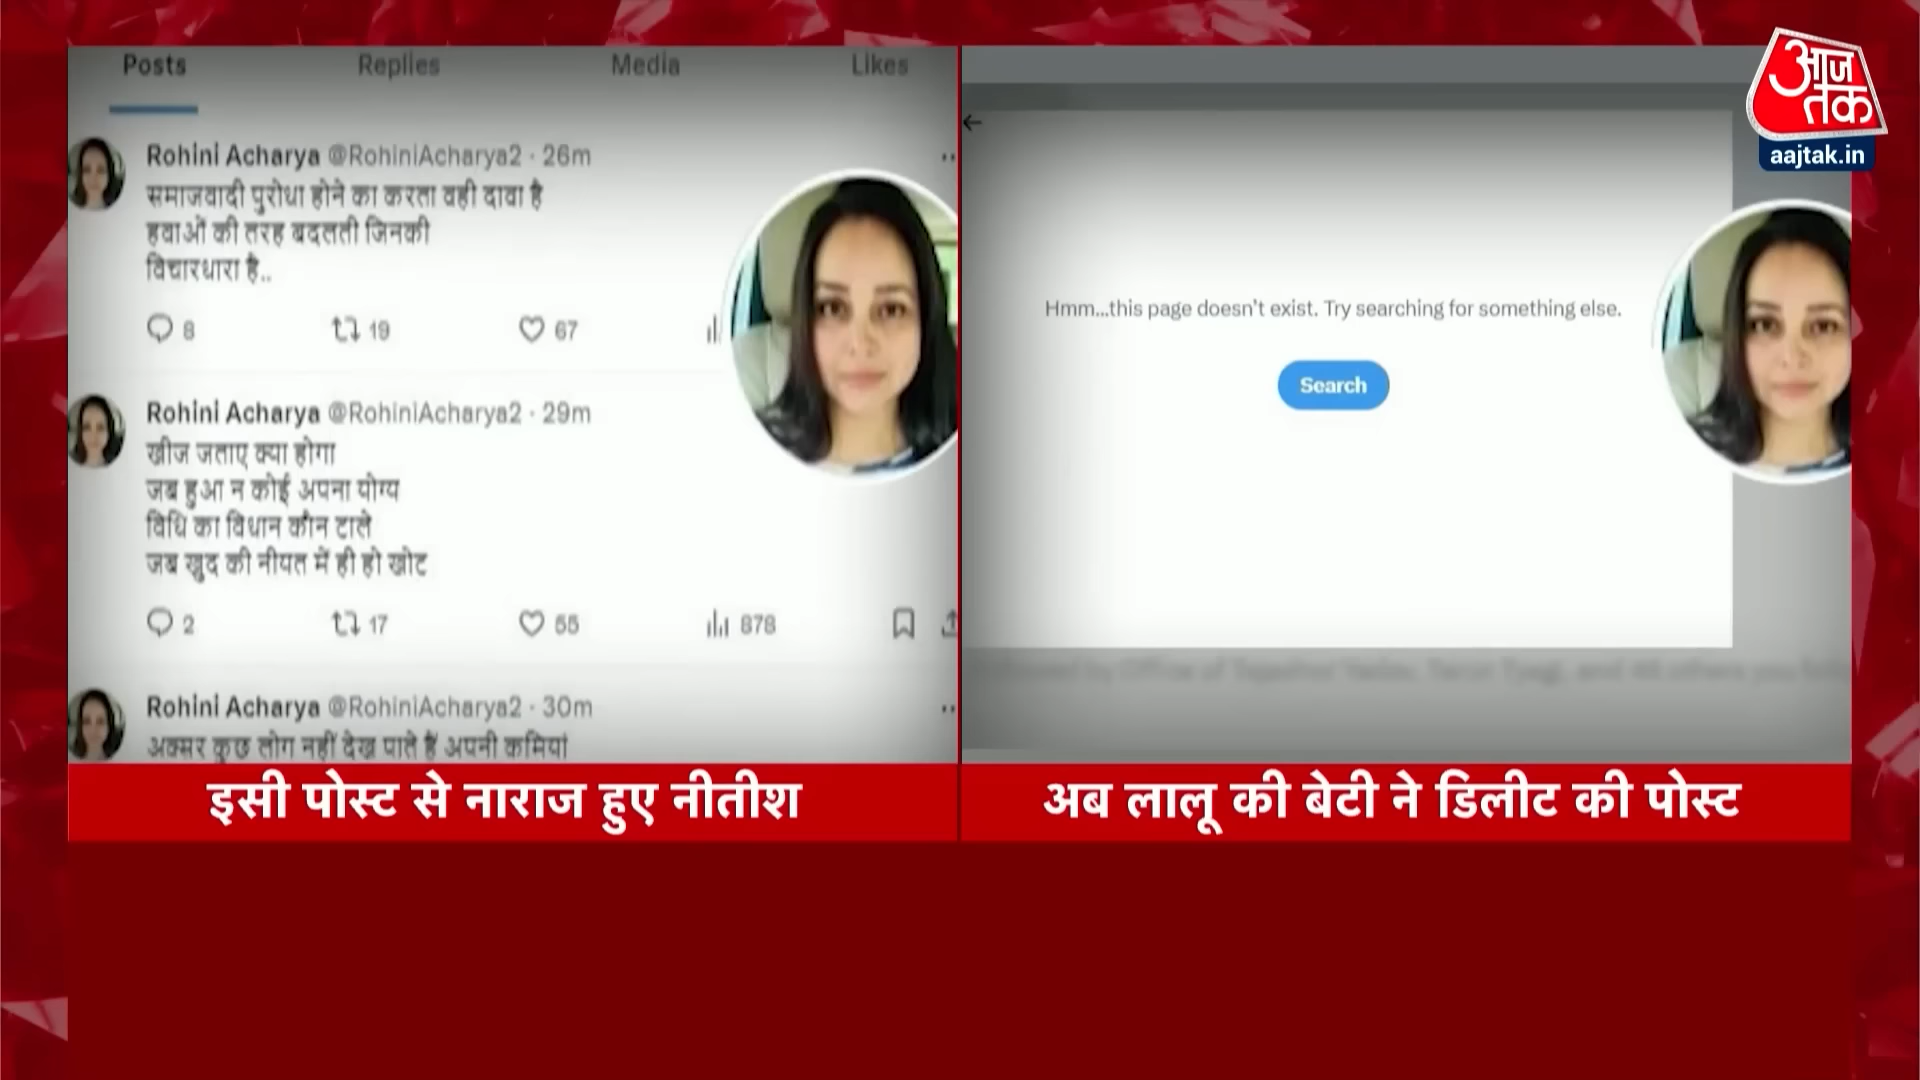 Posts Replies Media Likes
Rohini Acharya @RohiniAcharya2 · 26m
समाजवादी पुरोधा होने का करता वही दावा है
हवाओं की तरह बदलती जिनकी
विचारधारा है..
8 19 67
Rohini Acharya @RohiniAcharya2 · 29m
खीज जताए क्या होगा
जब हुआ न कोई अपना योग्य
विधि का विधान कौन टाले
जब खुद की नीयत में ही हो खोट
2 17 55 878
Rohini Acharya @RohiniAcharya2 · 30m
अक्सर कुछ लोग नहीं देख पाते हैं अपनी कमियां
इसी पोस्ट से नाराज हुए नीतीश
आज
तक
aajtak.in
Hmm...this page doesn't exist. Try searching for something else.
Search
अब लालू की बेटी ने डिलीट की पोस्ट